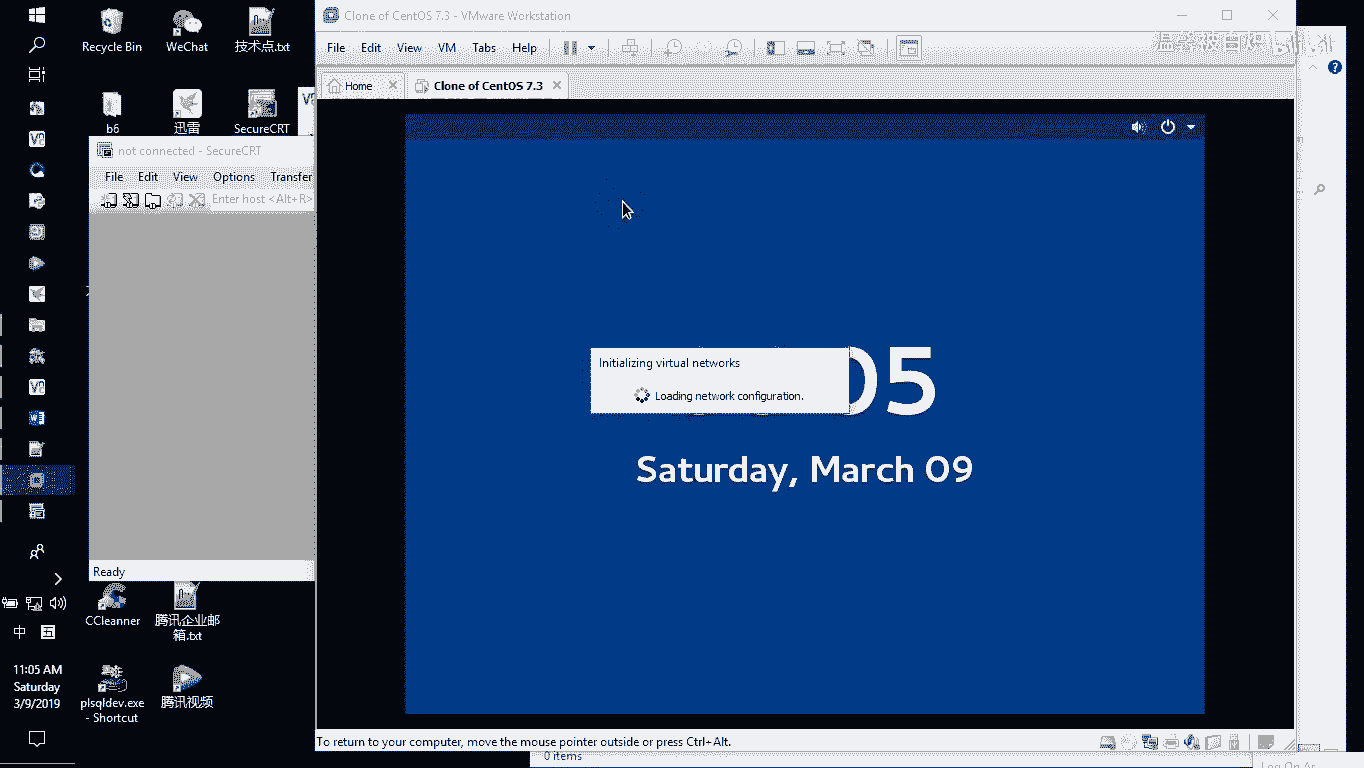 Clone of CentOS 7.3 - VMware Workstation
File Edit View VM Tabs Help
Home
Clone of CentOS 7.3
Recycle Bin
WeChat
技术点.txt
b6
迅雷
SecureCRT
not connected - SecureCRT
File Edit View Options Transfer
Enter host <Alt+R>
Initializing virtual networks
Loading network configuration.
05
Saturday, March 09
Ready
CCleanner
腾讯企业邮
箱.txt
中
五
11:05 AM
Saturday
3/9/2019
plsqldev.exe
- Shortcut
腾讯视频
To return to your computer, move the mouse pointer outside or press Ctrl+Alt.
0 items